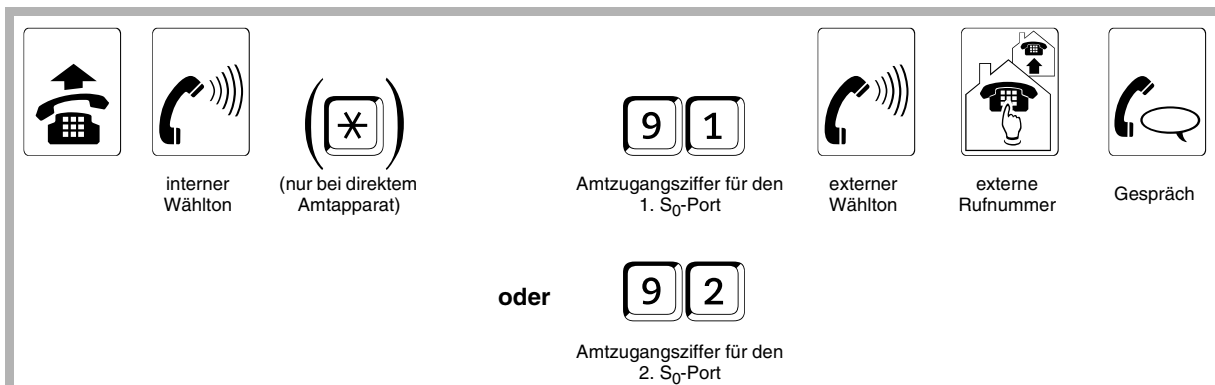 (✳)
9 1
interner
Wählton
(nur bei direktem
Amtapparat)
Amtzugangsziffer für den
1. S0-Port
externer
Wählton
externe
Rufnummer
Gespräch
oder
9 2
Amtzugangsziffer für den
2. S0-Port